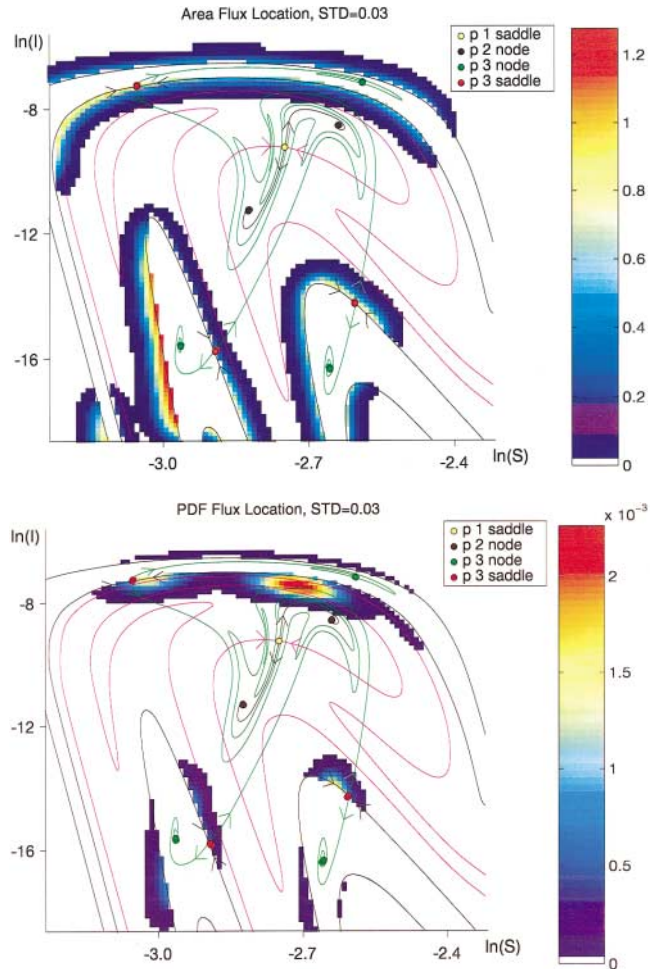 Area Flux Location, STD=0.03
ln(I)
p 1 saddle
p 2 node
p 3 node
p 3 saddle
-8
-12
-16
-3.0
-2.7
-2.4
ln(S)
1.2
1
0.8
0.6
0.4
0.2
0
PDF Flux Location, STD=0.03
x 10⁻³
ln(I)
p 1 saddle
p 2 node
p 3 node
p 3 saddle
-8
-12
-16
-3.0
-2.7
-2.4
ln(S)
2
1.5
1
0.5
0